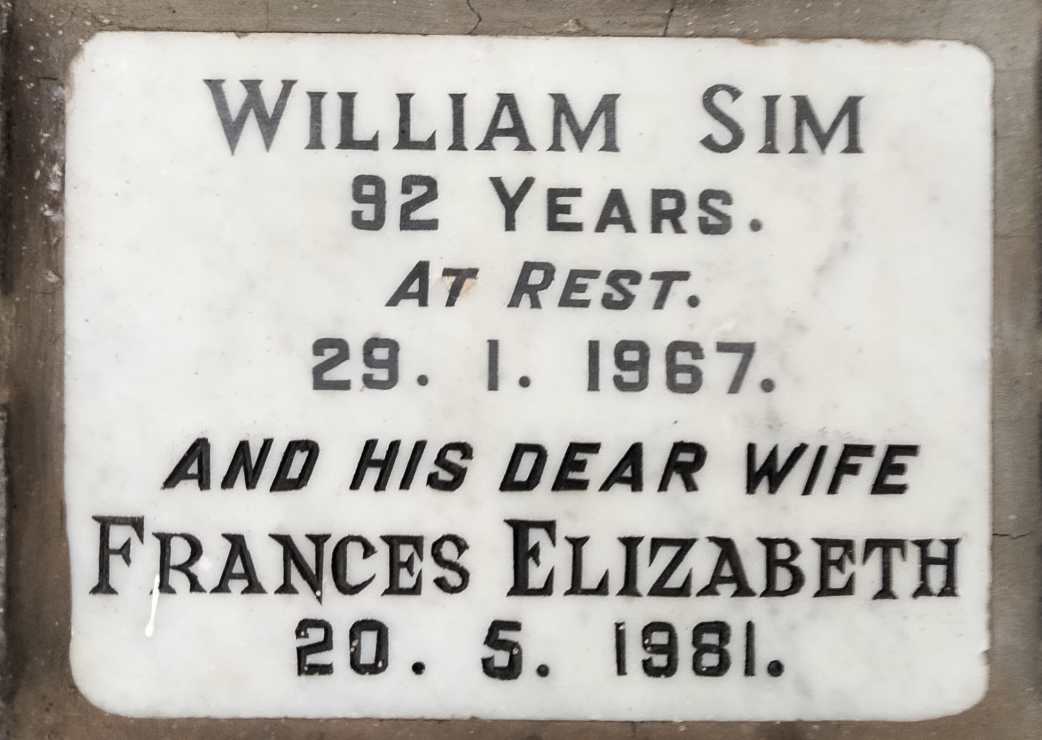 WILLIAM SIM
92 YEARS.
AT REST.
29. 1. 1967.
AND HIS DEAR WIFE
FRANCES ELIZABETH
20. 5. 1981.